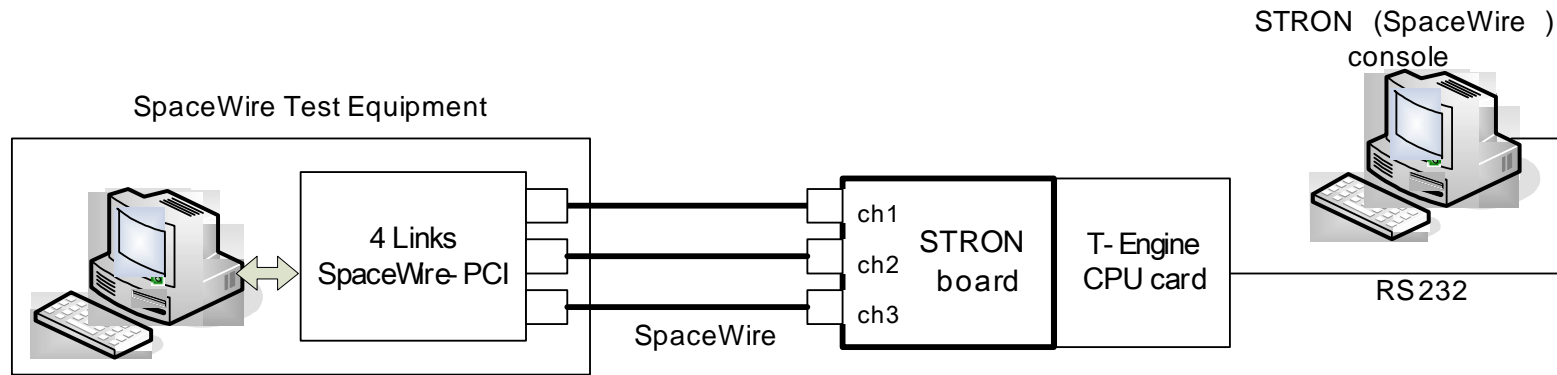 STRON (SpaceWire )
console
SpaceWire Test Equipment
4 Links
SpaceWire-PCI
ch1
ch2
ch3
STRON
board
T-Engine
CPU card
RS232
SpaceWire